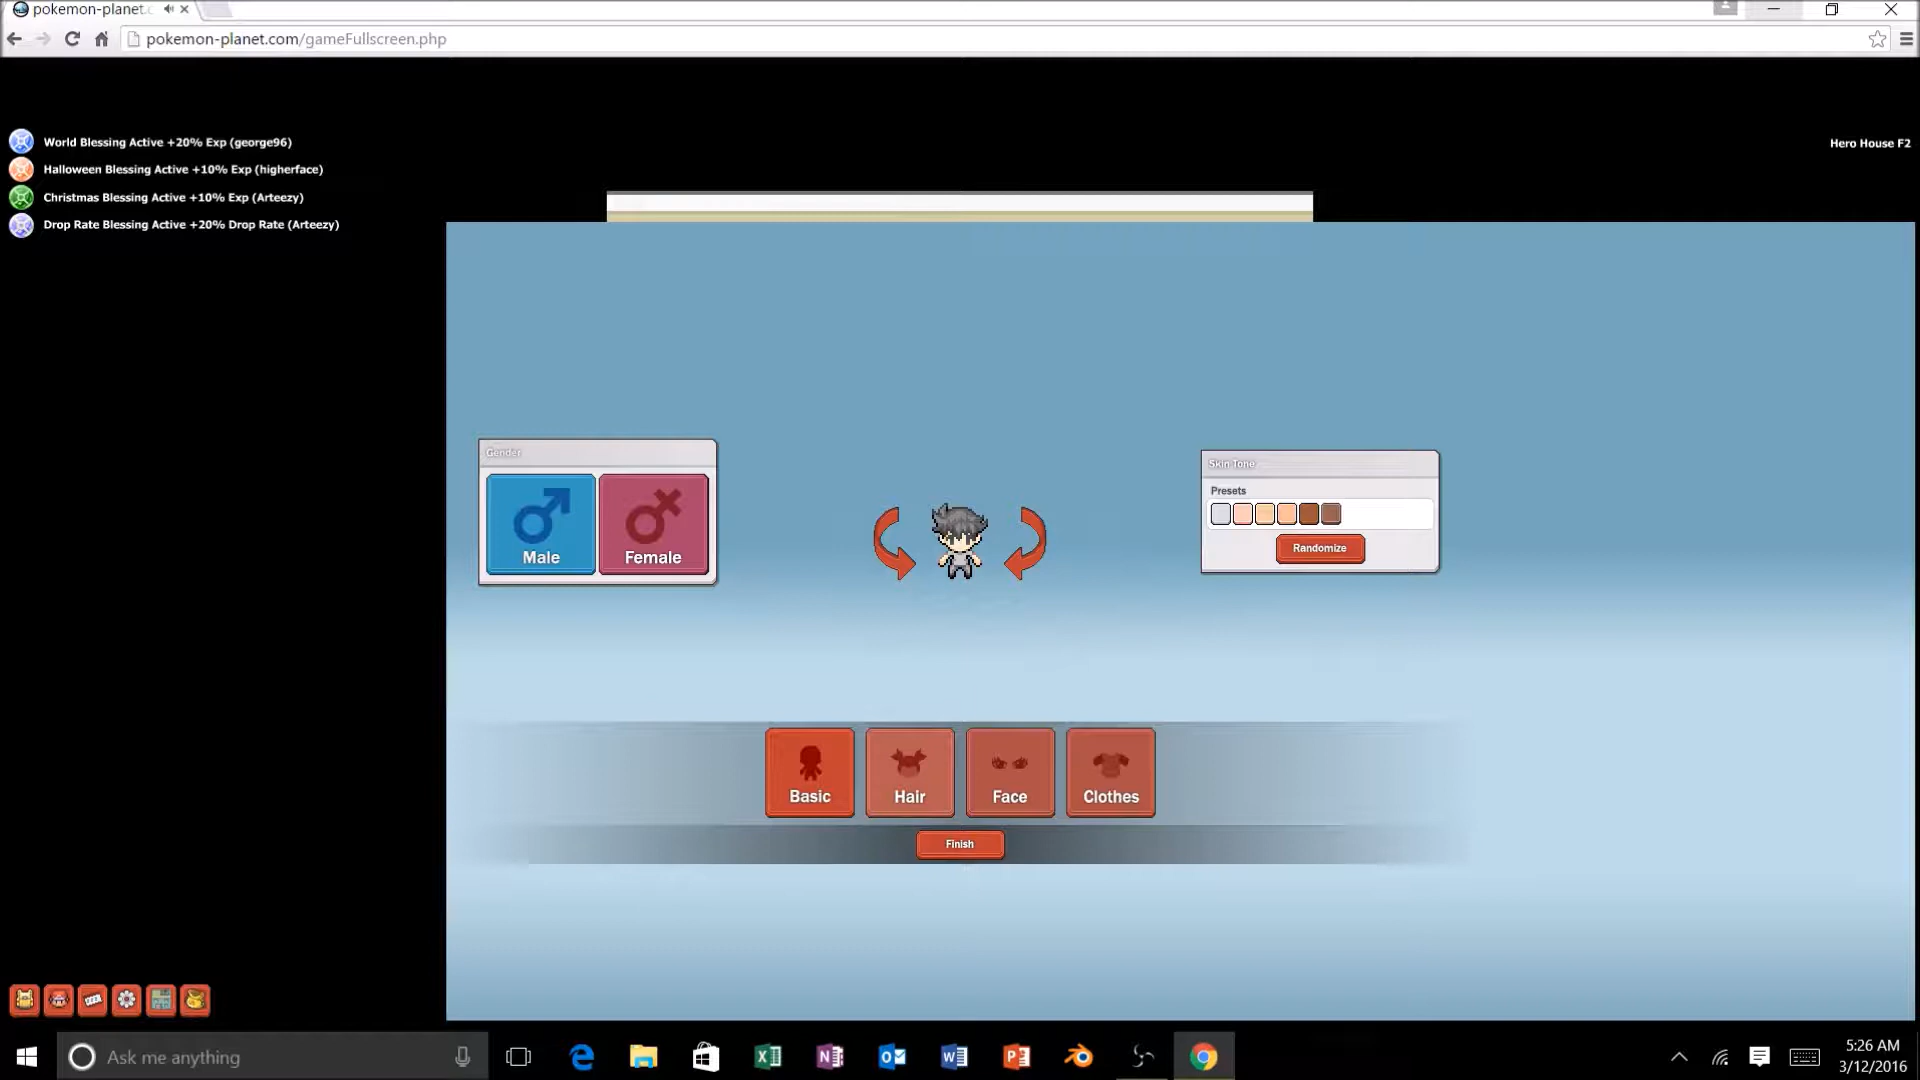 pokemon-planet.c
pokemon-planet.com/gameFullscreen.php
World Blessing Active +20% Exp (george96)
Hero House F2
Halloween Blessing Active +10% Exp (higherface)
Christmas Blessing Active +10% Exp (Arteezy)
Drop Rate Blessing Active +20% Drop Rate (Arteezy)
Gender
Male
Female
Skin Tone
Presets
Randomize
Basic
Hair
Face
Clothes
Finish
Ask me anything
5:26 AM
3/12/2016